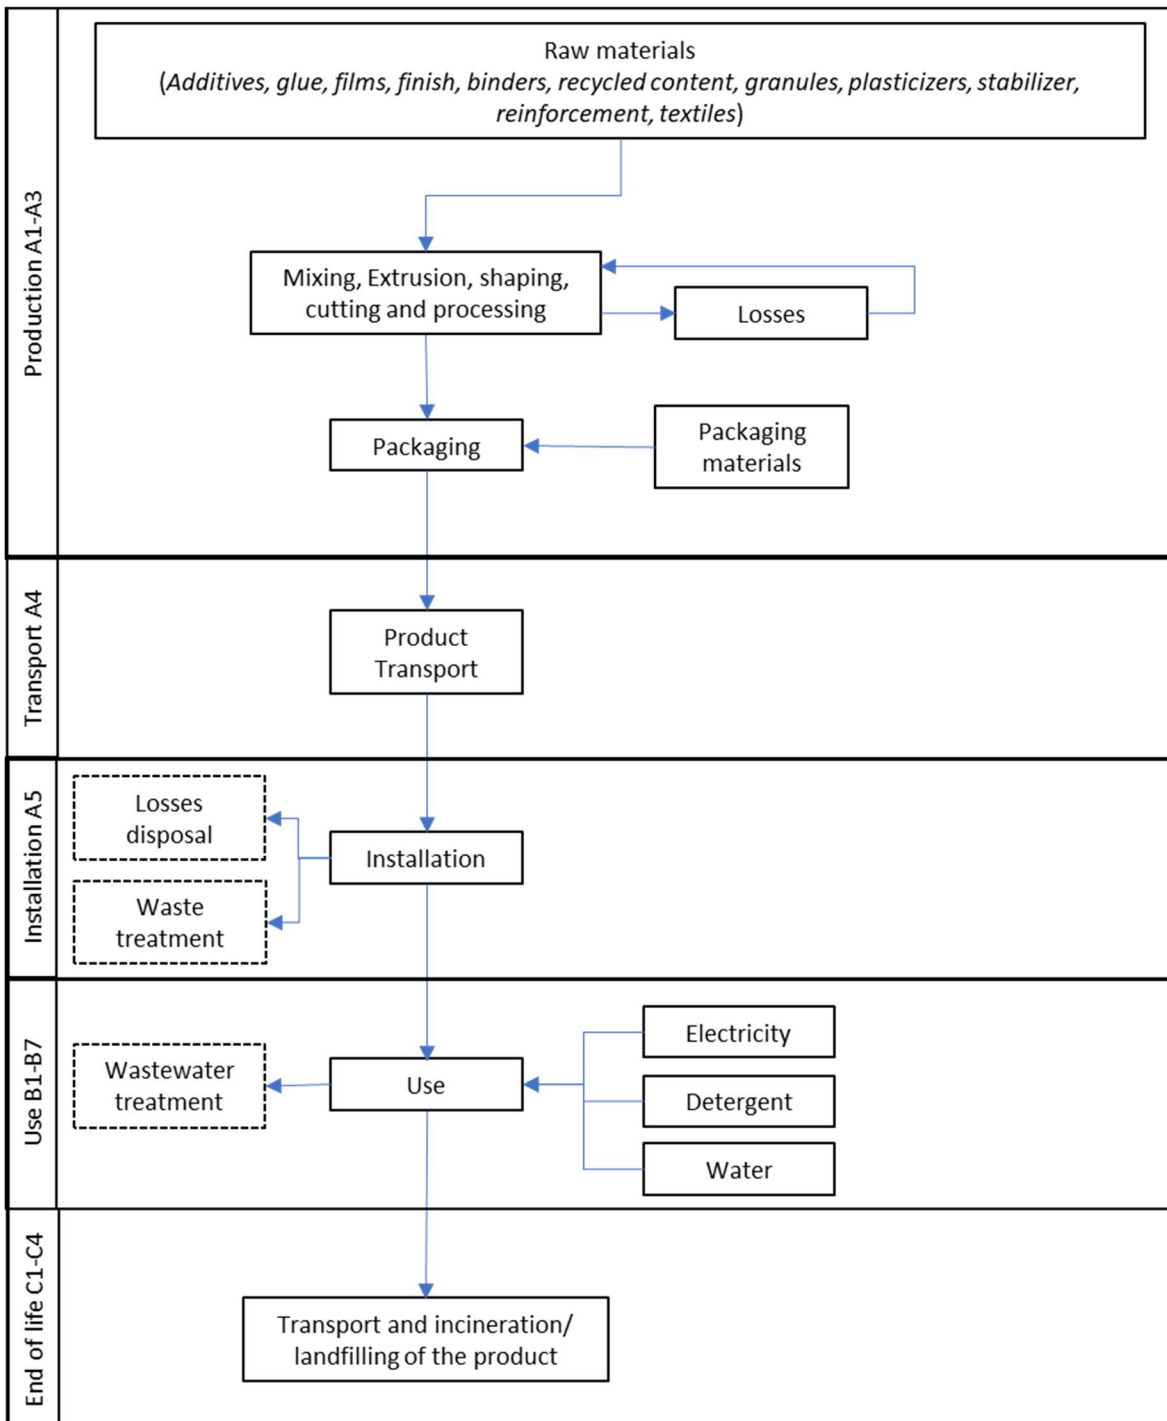 Production A1-A3
Raw materials
(Additives, glue, films, finish, binders, recycled content, granules, plasticizers, stabilizer,
reinforcement, textiles)
Mixing, Extrusion, shaping,
cutting and processing
Losses
Packaging
Packaging
materials
Transport A4
Product
Transport
Installation A5
Losses
disposal
Installation
Waste
treatment
Use B1-B7
Wastewater
treatment
Use
Electricity
Detergent
Water
End of life C1-C4
Transport and incineration/
landfilling of the product